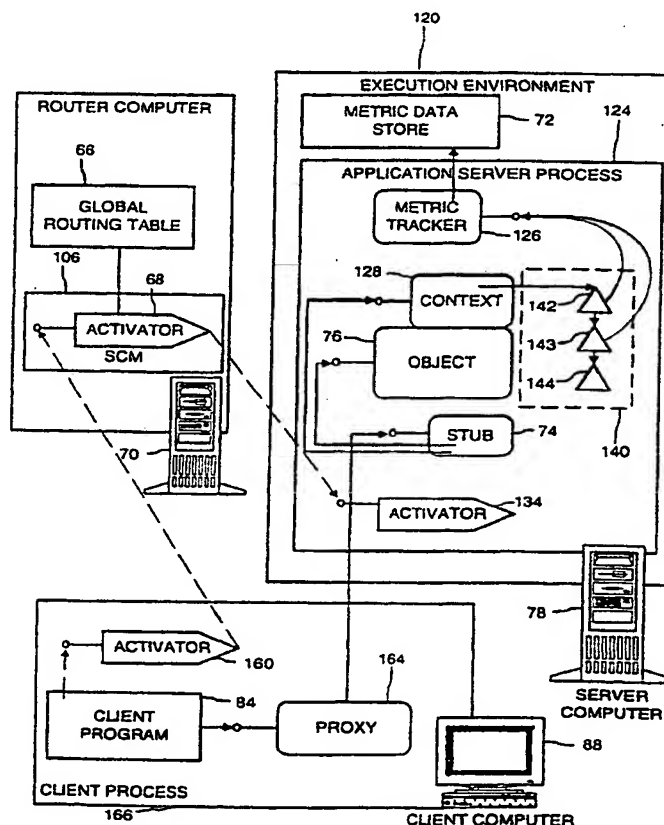 120
EXECUTION ENVIRONMENT
ROUTER COMPUTER
METRIC DATA
STORE
72
124
66
GLOBAL
ROUTING TABLE
APPLICATION SERVER PROCESS
METRIC
TRACKER
126
106
68
128
CONTEXT
142
ACTIVATOR
SCM
76
OBJECT
143
144
STUB
74
140
70
ACTIVATOR
134
78
ACTIVATOR
160
164
SERVER
COMPUTER
84
CLIENT
PROGRAM
PROXY
88
CLIENT PROCESS
166
CLIENT COMPUTER